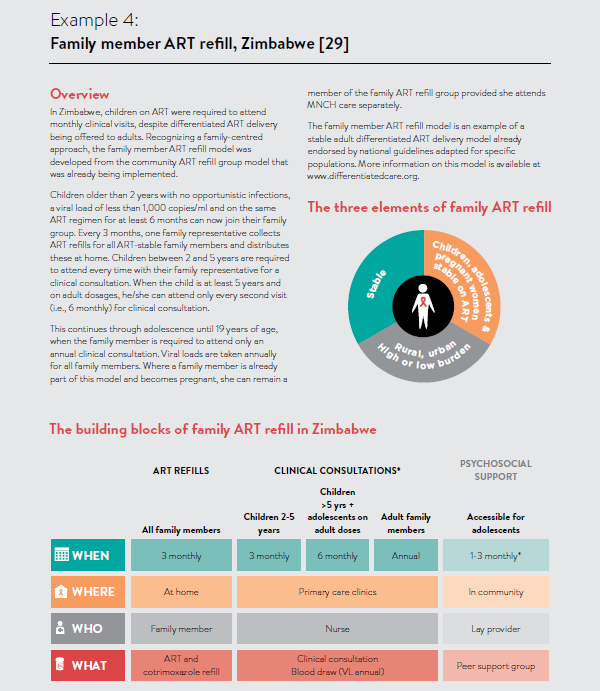 Example 4:
Family member ART refill, Zimbabwe [29]
Overview
In Zimbabwe, children on ART were required to attend
monthly clinical visits, despite differentiated ART delivery
being offered to adults. Recognizing a family-centred
approach, the family member ART refill model was
developed from the community ART refill group model that
was already being implemented.
Children older than 2 years with no opportunistic infections,
a viral load of less than 1,000 copies/ml and on the same
ART regimen for at least 6 months can now join their family
group. Every 3 months, one family representative collects
ART refills for all ART-stable family members and distributes
these at home. Children between 2 and 5 years are required
to attend every time with their family representative for a
clinical consultation. When the child is at least 5 years and
on adult dosages, he/she can attend only every second visit
(i.e., 6 monthly) for clinical consultation.
This continues through adolescence until 19 years of age,
when the family member is required to attend only an
annual clinical consultation. Viral loads are taken annually
for all family members. Where a family member is already
part of this model and becomes pregnant, she can remain a
member of the family ART refill group provided she attends
MNCH care separately.
The family member ART refill model is an example of a
stable adult differentiated ART delivery model already
endorsed by national guidelines adapted for specific
populations. More information on this model is available at
www.differentiatedcare.org.
The three elements of family ART refill
Stable
Children, adolescents &
pregnant women
stable on ART
Rural, urban
High or low burden
The building blocks of family ART refill in Zimbabwe
ART REFILLS
CLINICAL CONSULTATIONS*
PSYCHOSOCIAL
SUPPORT
All family members
Children 2-5
years
Children
>5 yrs +
adolescents on
adult doses
Adult family
members
Accessible for
adolescents
WHEN
3 monthly
3 monthly
6 monthly
Annual
1-3 monthly*
WHERE
At home
Primary care clinics
In community
WHO
Family member
Nurse
Lay provider
WHAT
ART and
cotrimoxazole refill
Clinical consultation
Blood draw (VL annual)
Peer support group